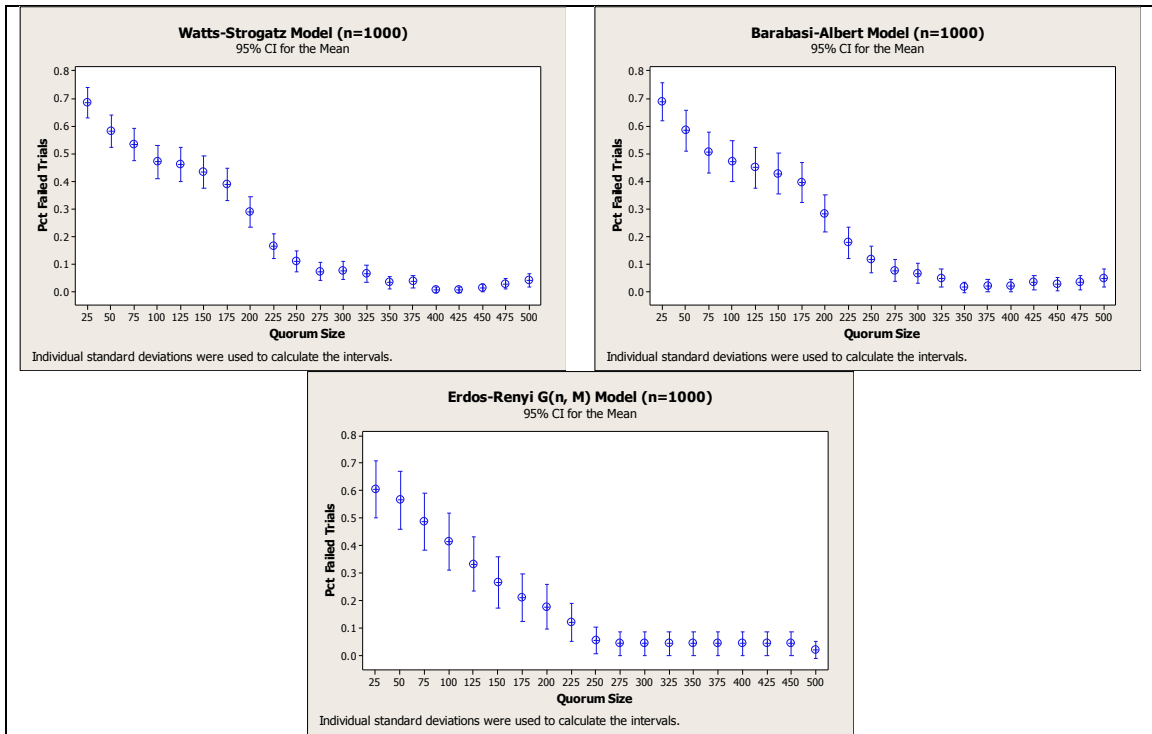 Watts-Strogatz Model (n=1000)
95% CI for the Mean
0.8
0.7
0.6
0.5
0.4
0.3
0.2
0.1
0.0
Pct Failed Trials
25 50 75 100 125 150 175 200 225 250 275 300 325 350 375 400 425 450 475 500
Quorum Size
Individual standard deviations were used to calculate the intervals.
Barabasi-Albert Model (n=1000)
95% CI for the Mean
0.8
0.7
0.6
0.5
0.4
0.3
0.2
0.1
0.0
Pct Failed Trials
25 50 75 100 125 150 175 200 225 250 275 300 325 350 375 400 425 450 475 500
Quorum Size
Individual standard deviations were used to calculate the intervals.
Erdos-Renyi G(n, M) Model (n=1000)
95% CI for the Mean
0.8
0.7
0.6
0.5
0.4
0.3
0.2
0.1
0.0
Pct Failed Trials
25 50 75 100 125 150 175 200 225 250 275 300 325 350 375 400 425 450 500
Quorum Size
Individual standard deviations were used to calculate the intervals.